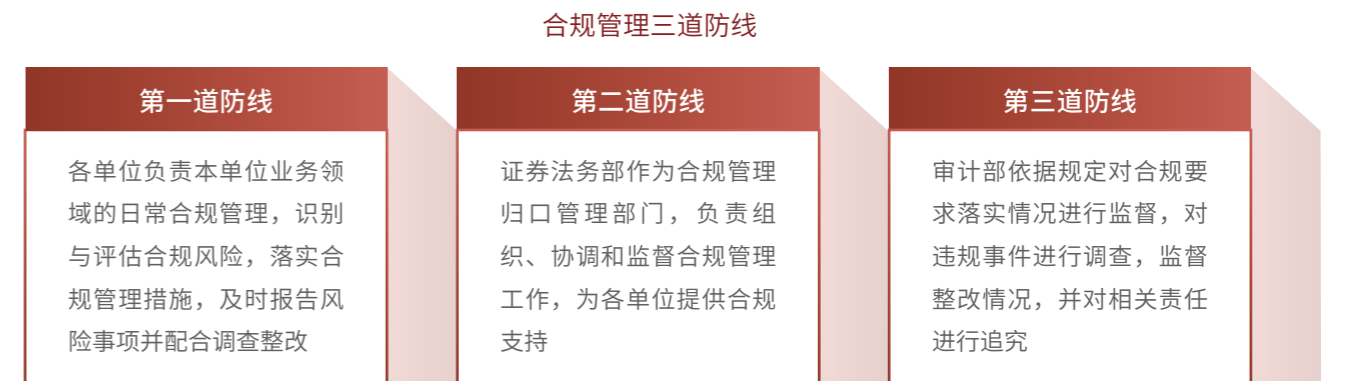 合规管理三道防线
第一道防线
各单位负责本单位业务领
域的日常合规管理，识别
与评估合规风险，落实合
规管理措施，及时报告风
险事项并配合调查整改
第二道防线
证券法务部作为合规管理
归口管理部门，负责组
织、协调和监督合规管理
工作，为各单位提供合规
支持
第三道防线
审计部依据规定对合规要
求落实情况进行监督，对
违规事件进行调查，监督
整改情况，并对相关责任
进行追究